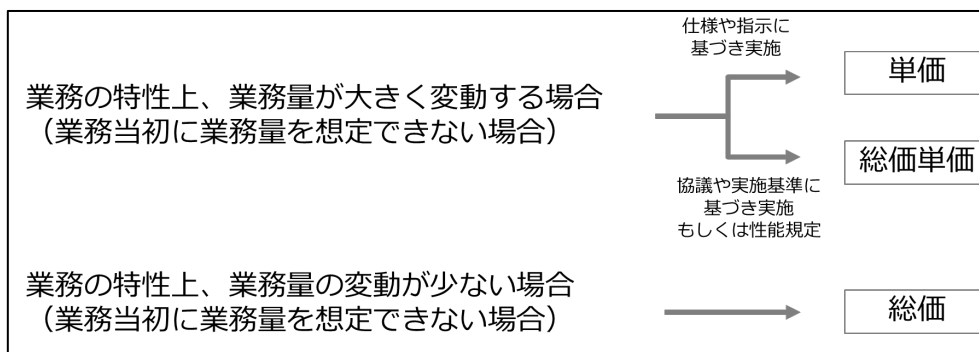 仕様や指示に
基づき実施
単価
業務の特性上、業務量が大きく変動する場合
（業務当初に業務量を想定できない場合）
総価単価
協議や実施基準に
基づき実施
もしくは性能規定
業務の特性上、業務量の変動が少ない場合
（業務当初に業務量を想定できない場合）
総価